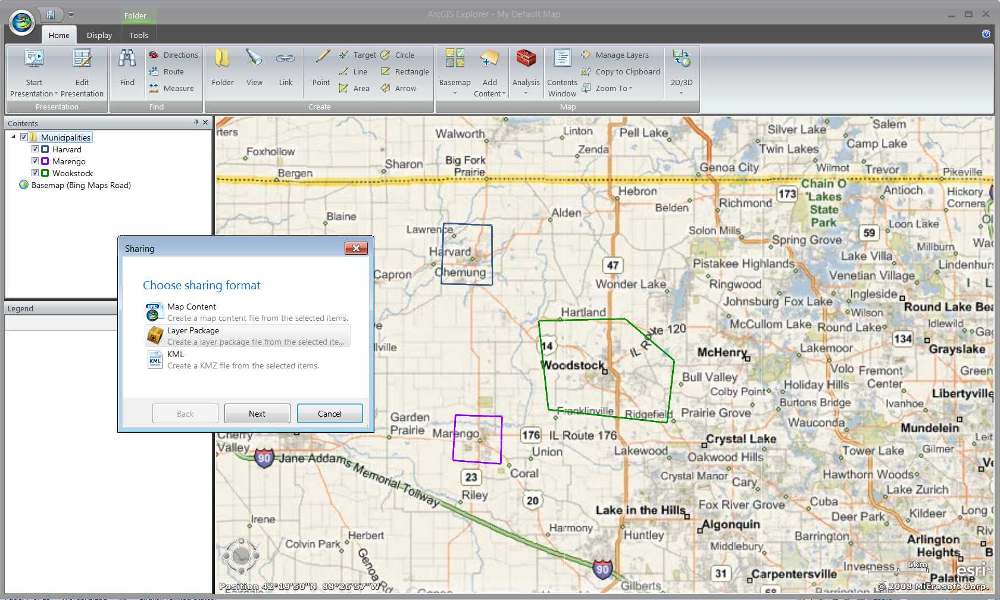 Folder
ArcGIS Explorer - My Default Map
Home
Display
Tools
Start
Presentation
Edit
Presentation
Presentation
Find
Directions
Route
Measure
Find
Folder
View
Link
Point
Target
Line
Area
Circle
Rectangle
Arrow
Create
Basemap
Add
Content
Analysis
Contents
Window
Manage Layers
Copy to Clipboard
Zoom To
2D/3D
Map
Contents
Municipalities
Harvard
Marengo
Wookstock
Basemap (Bing Maps Road)
Legend
Sharing
Choose sharing format
NMC
Map Content
Create a map content file from the selected items.
Layer Package
Create a layer package file from the selected ite...
KML
KML
Create a KMZ file from the selected items.
Back
Next
Cancel
rters
Walworth
Linton
Pell Lake
Silver Lake
Salem
Foxhollow
Zenda
Twin Lakes
Camp Lake
Sharon
Big Fork
Prairie
Genoa City
Wilmot
Trevor
Pikeville
Bergen
Chain O
'Lakes
State
Park
Hebron
173
Antioch
Hickory
Corners
Blaine
Alden
Belden
Richmond
Lawrence
Solon Mills
59
Loon Lake
Harvard
Spring Grove
Millburn
Chemung
47
Lake Villa
Capron
Pistakee Highlands
Lindenhurs
Wonder Lake
Ringwood
Venetian Village
I L
Johnsburg
Fox Lake
Ingleside
Hartland
Wilson
Round Lake Bea
IL Route 120
McCullom Lake
Round Lake
Idlewild
14
134
Grayslake
llville
Woodstock
McHenry
Lakemoor
Volo
Fremont
Center
Green
Bull Valley
Holiday Hills
Colby Point
Libertyville
Franklinville
Ridgefield
Prairie Grove
Burtons Bridge
Ivanhoe
Garden
Prairie
Wauconda
Mundelein
Marengo
176
IL Route 176
Crystal Lake
Cherry
Valley
Union
Lakewood
Oakwood Hills
Tower Lake
Gilmer
90
Jane Addams Memorial Tollway
23
Coral
Crystal Manor
Cary
Hawthorn Woods
Riley
20
Lake Zurich
Lake in the Hills
Fox River Grove
Cuba
Irene
Algonquin
Deer Park
Kildeer
Long
Harmony
Huntley
Herbert
Colvin Park
Middlebury
Barrington
Arlington
Heights
Genoa Rd
90
31
Inverness
Carpentersville
Palatine
Gilberts
68
Barrington Hills
6km
esri
Position 42°19'50"N 88°26'57"W
© 2008 Microsoft Corp.